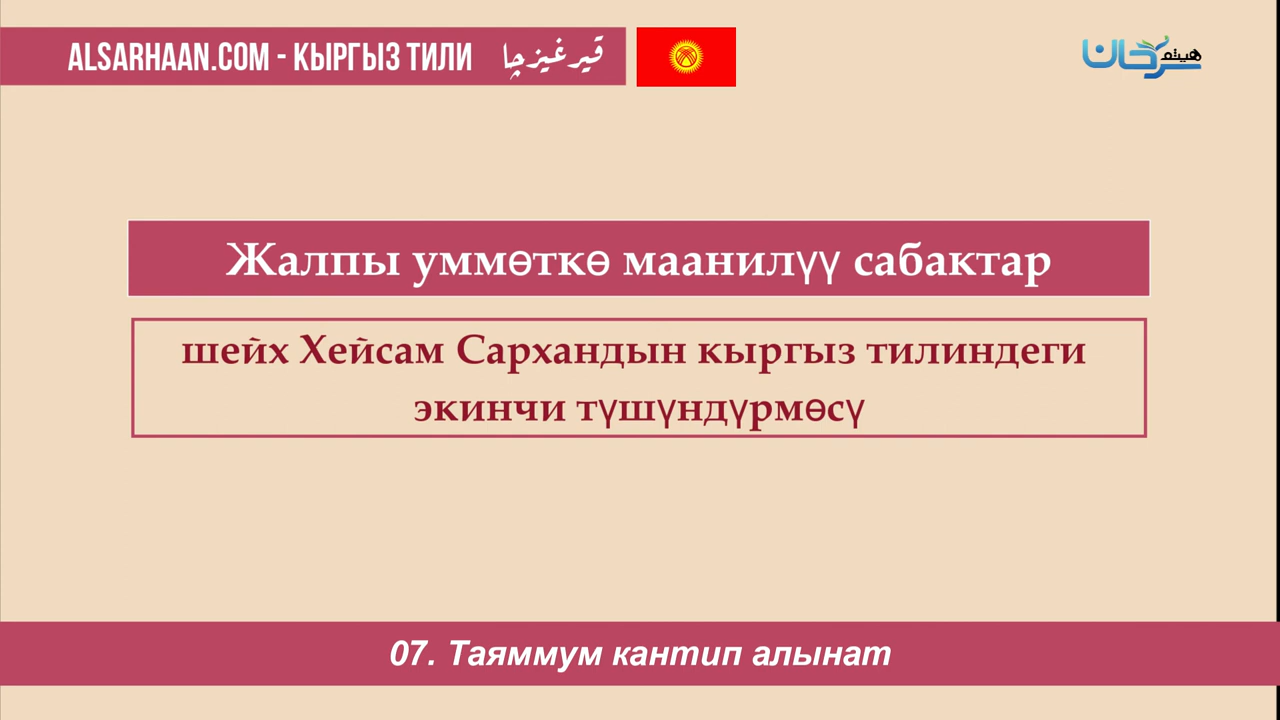 ALSARHAAN.COM - КЫРГЫЗ ТИЛИ قيرغيزچا
هيثم سرحان
Жалпы уммөткө маанилүү сабактар
шейх Хейсам Сархандын кыргыз тилиндеги
экинчи түшүндүрмөсү
07. Таяммум кантип алынат